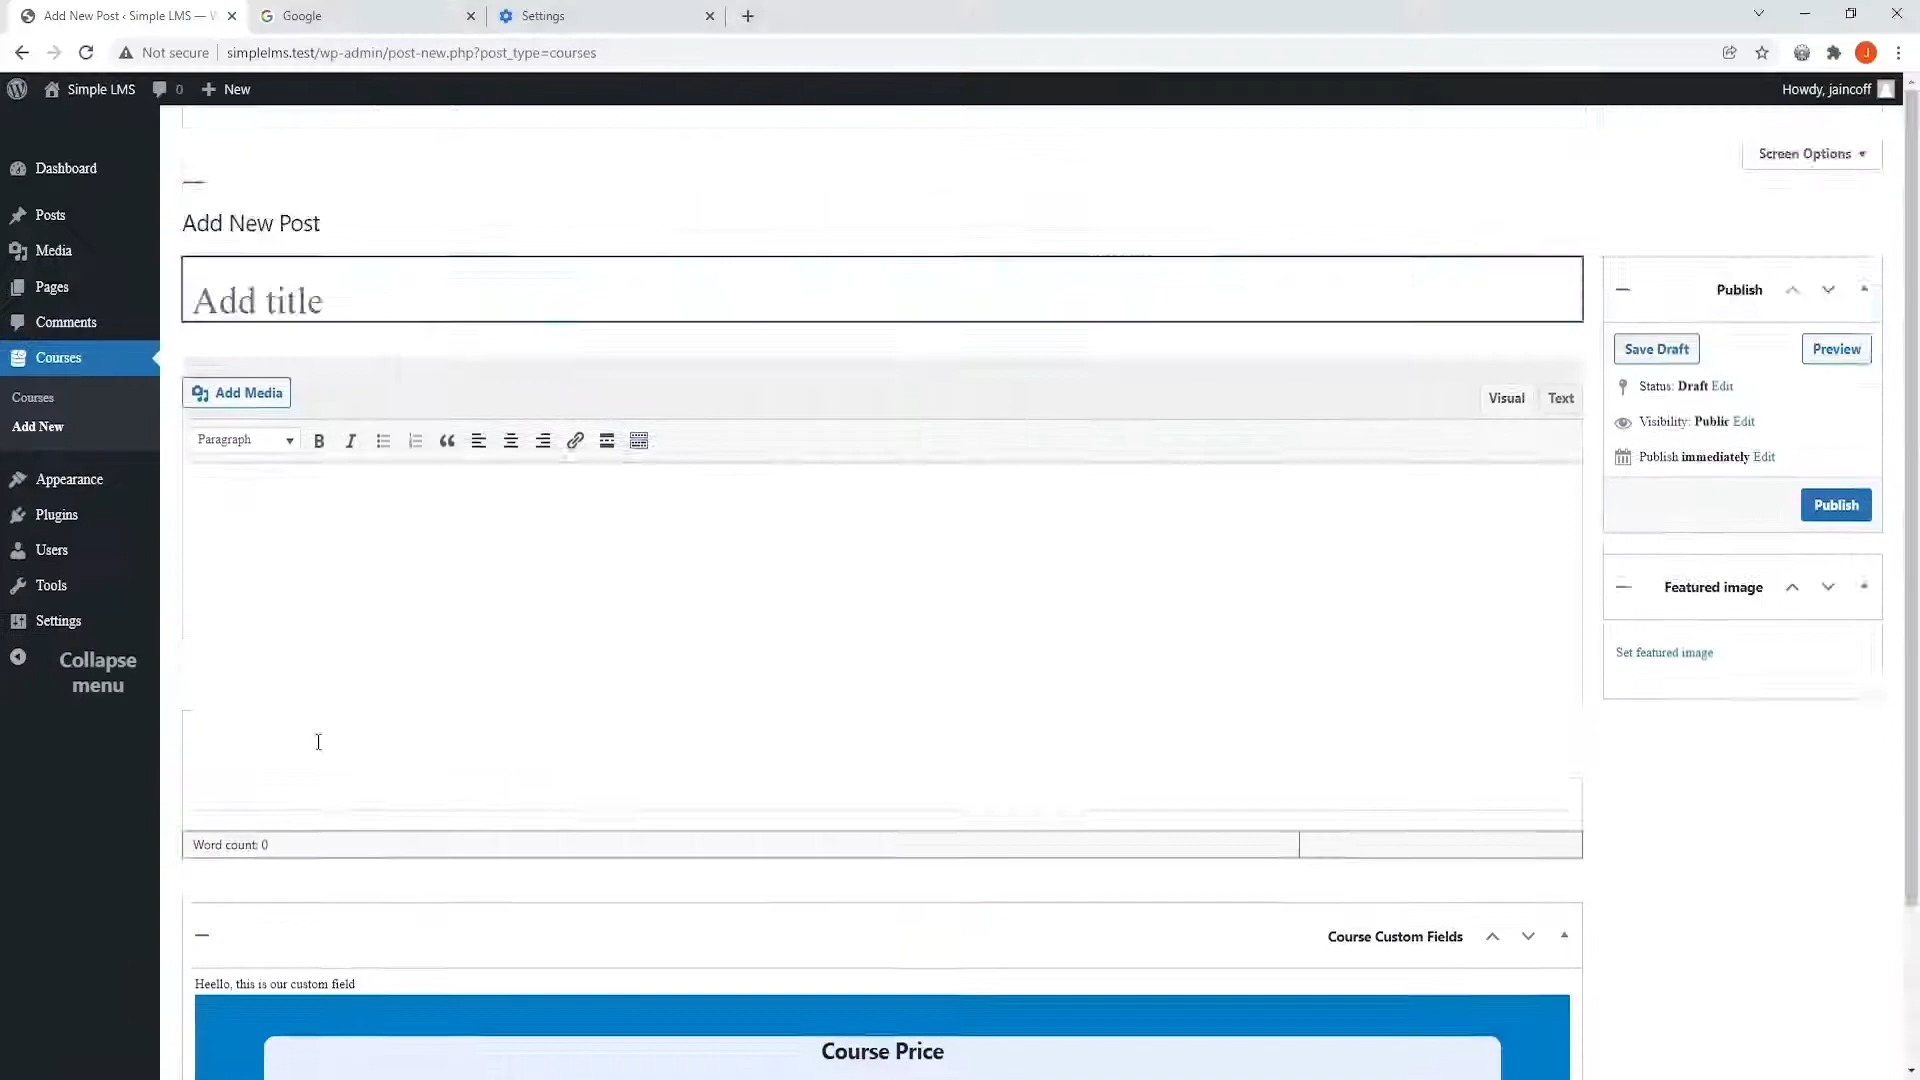 Add New Post ‹ Simple LMS — W
Google
Settings
Not secure
simplelms.test/wp-admin/post-new.php?post_type=courses
J
Simple LMS
0
New
Howdy, jaincoff
Dashboard
Posts
Media
Pages
Comments
Courses
Courses
Add New
Appearance
Plugins
Users
Tools
Settings
Collapse
menu
Screen Options
Add New Post
Add title
Add Media
Visual
Text
Paragraph
B
I
Word count: 0
Publish
Save Draft
Preview
Status: Draft Edit
Visibility: Public Edit
Publish immediately Edit
Publish
Featured image
Set featured image
Course Custom Fields
Heello, this is our custom field
Course Price